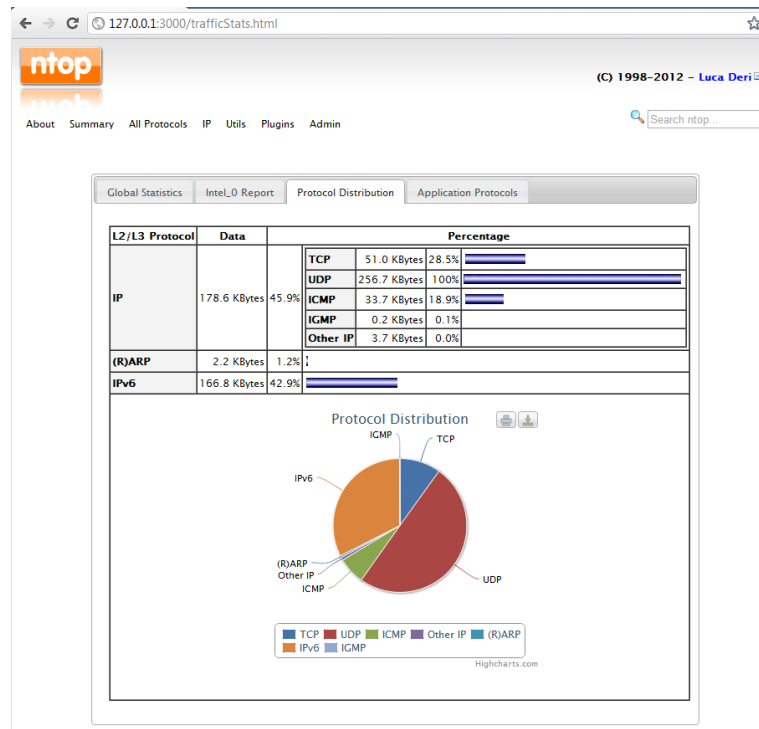 127.0.0.1:3000/trafficStats.html
ntop
(C) 1998-2012 - Luca Deri
About Summary All Protocols IP Utils Plugins Admin
Search ntop...
Global Statistics Intel_0 Report Protocol Distribution Application Protocols
L2/L3 Protocol Data Percentage
IP 178.6 KBytes 45.9%
TCP 51.0 KBytes 28.5%
UDP 256.7 KBytes 100%
ICMP 33.7 KBytes 18.9%
IGMP 0.2 KBytes 0.1%
Other IP 3.7 KBytes 0.0%
(R)ARP 2.2 KBytes 1.2%
IPv6 166.8 KBytes 42.9%
Protocol Distribution
IGMP
TCP
IPv6
(R)ARP
Other IP
ICMP
UDP
TCP UDP ICMP Other IP (R)ARP
IPv6 IGMP
Highcharts.com